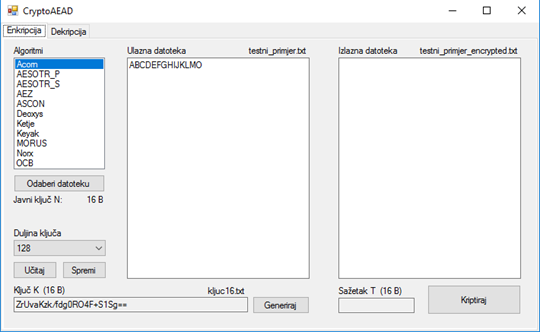 CryptoAEAD
Enkripcija
Dekripcija
Algoritmi
Acorn
AESOTR_P
AESOTR_S
AEZ
ASCON
Deoxys
Ketje
Keyak
MORUS
Norx
OCB
Odaberi datoteku
Javni ključ N: 16 B
Duljina ključa
128
Učitaj
Spremi
Ključ K (16 B)
kljuc16.txt
ZrUvaKzk/fdg0RO4F+S1Sg==
Generiraj
Ulazna datoteka
testni_primjer.txt
ABCDEFGHIJKLMO
Izlazna datoteka
testni_primjer_encrypted.txt
Sažetak T (16 B)
Kriptiraj